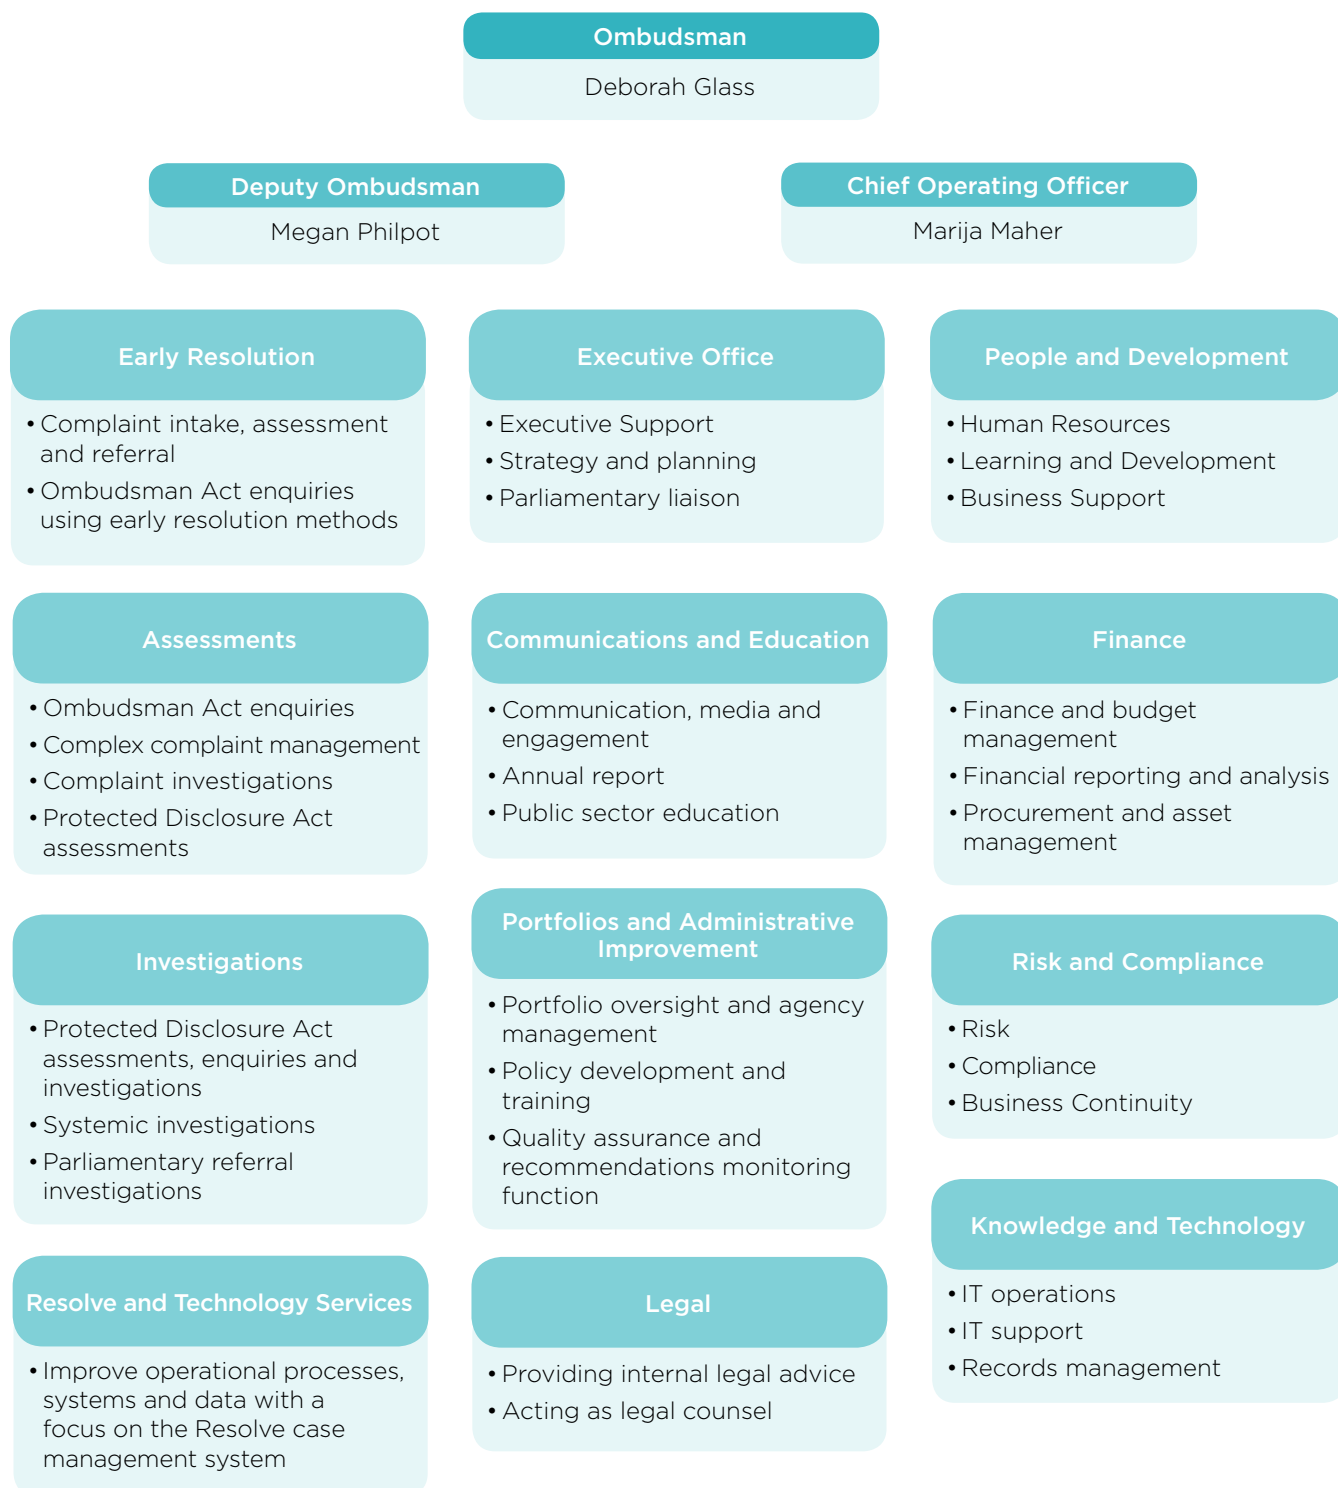 Ombudsman
Deborah Glass
Deputy Ombudsman
Megan Philpot
Chief Operating Officer
Marija Maher
Early Resolution
• Complaint intake, assessment
and referral
• Ombudsman Act enquiries
using early resolution methods
Executive Office
• Executive Support
• Strategy and planning
• Parliamentary liaison
People and Development
• Human Resources
• Learning and Development
• Business Support
Assessments
• Ombudsman Act enquiries
• Complex complaint management
• Complaint investigations
• Protected Disclosure Act
assessments
Communications and Education
• Communication, media and
engagement
• Annual report
• Public sector education
Finance
• Finance and budget
management
• Financial reporting and analysis
• Procurement and asset
management
Investigations
• Protected Disclosure Act
assessments, enquiries and
investigations
• Systemic investigations
• Parliamentary referral
investigations
Portfolios and Administrative
Improvement
• Portfolio oversight and agency
management
• Policy development and
training
• Quality assurance and
recommendations monitoring
function
Risk and Compliance
• Risk
• Compliance
• Business Continuity
Resolve and Technology Services
• Improve operational processes,
systems and data with a
focus on the Resolve case
management system
Legal
• Providing internal legal advice
• Acting as legal counsel
Knowledge and Technology
• IT operations
• IT support
• Records management